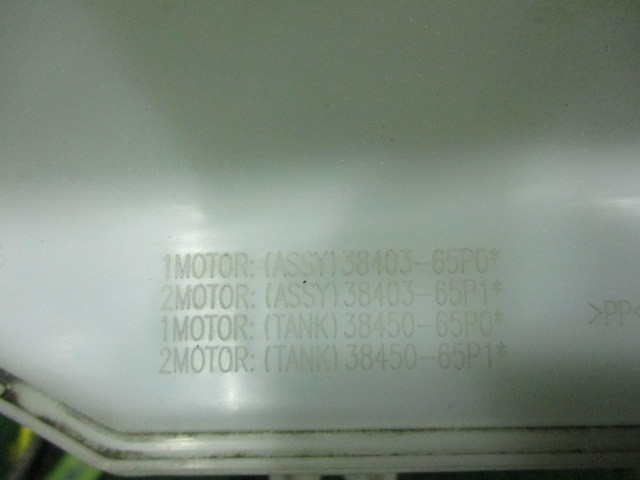 1MOTOR:(ASSY)38403-65P0*
2MOTOR:(ASSY)38403-65P1*
1MOTOR:(TANK)38450-65P0*
2MOTOR:(TANK)38450-65P1*
>PP<